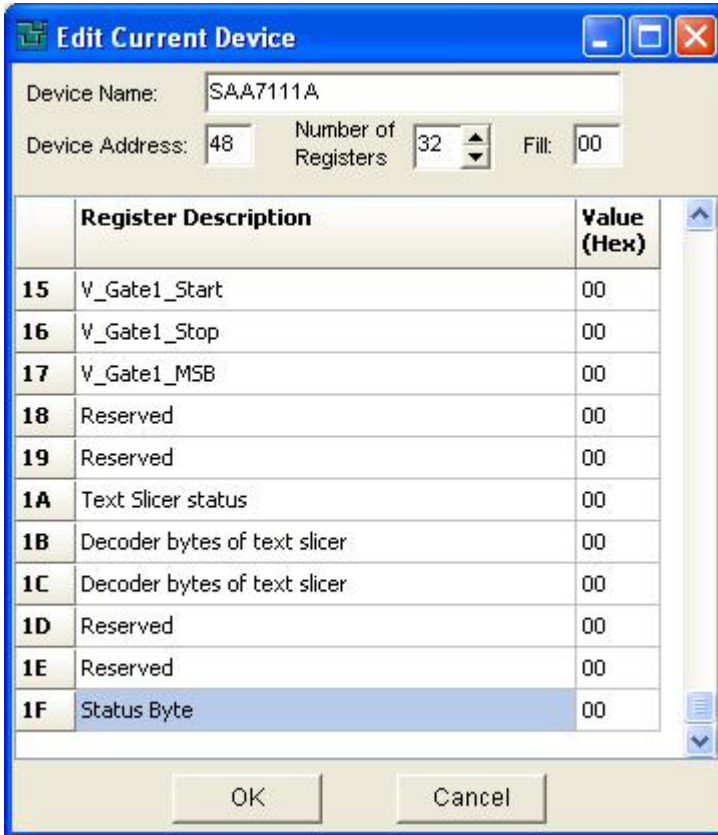 Edit Current Device
Device Name: SAA7111A
Device Address: 48 Number of Registers 32 Fill: 00
Register Description Value (Hex)
15 V_Gate1_Start 00
16 V_Gate1_Stop 00
17 V_Gate1_MSB 00
18 Reserved 00
19 Reserved 00
1A Text Slicer status 00
1B Decoder bytes of text slicer 00
1C Decoder bytes of text slicer 00
1D Reserved 00
1E Reserved 00
1F Status Byte 00
OK Cancel